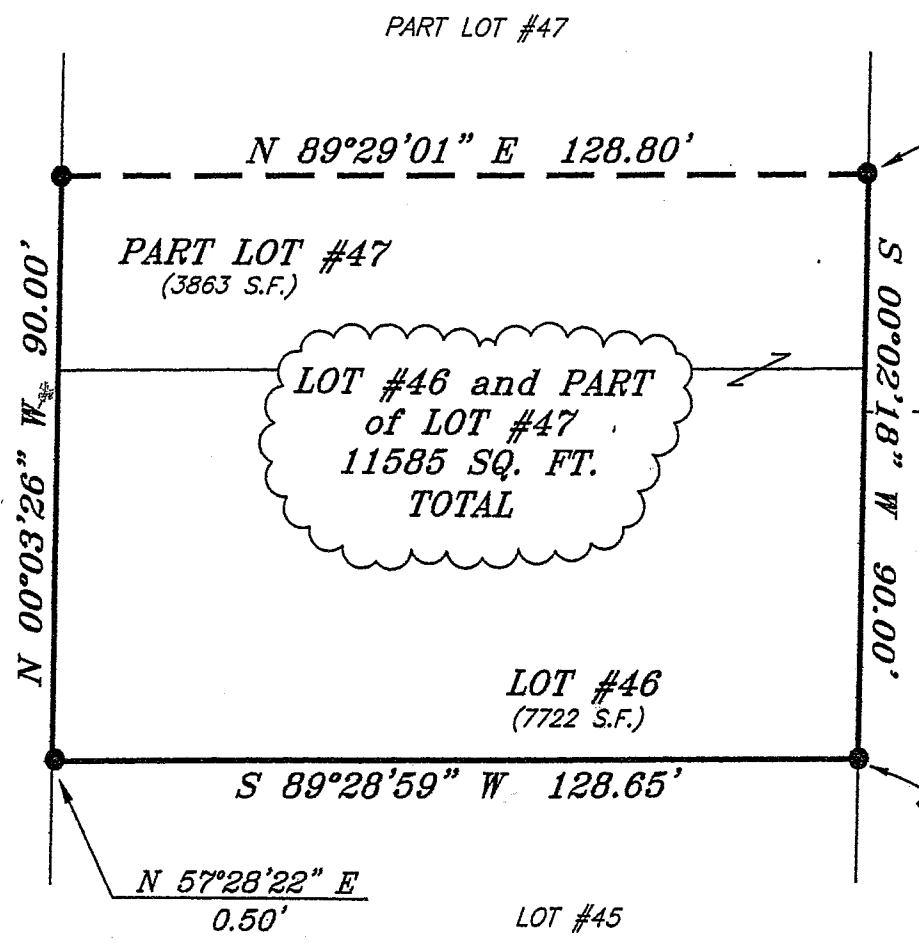 PART LOT #47
N 89°29'01" E 128.80'
PART LOT #47
(3863 S.F.)
N 00°03'26" W 90.00'
S 00°02'18" W 90.00'
LOT #46 and PART
of LOT #47
11585 SQ. FT.
TOTAL
LOT #46
(7722 S.F.)
S 89°28'59" W 128.65'
N 57°28'22" E
0.50'
LOT #45